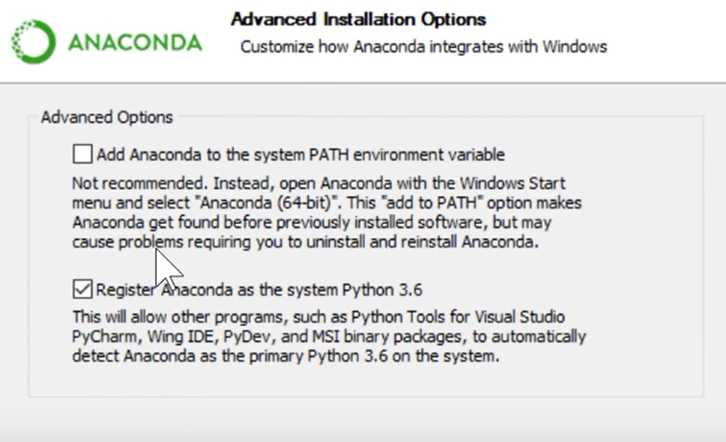 ANACONDA
Advanced Installation Options
Customize how Anaconda integrates with Windows
Advanced Options
Add Anaconda to the system PATH environment variable
Not recommended. Instead, open Anaconda with the Windows Start
menu and select "Anaconda (64-bit)". This "add to PATH" option makes
Anaconda get found before previously installed software, but may
cause problems requiring you to uninstall and reinstall Anaconda.
Register Anaconda as the system Python 3.6
This will allow other programs, such as Python Tools for Visual Studio
PyCharm, Wing IDE, PyDev, and MSI binary packages, to automatically
detect Anaconda as the primary Python 3.6 on the system.